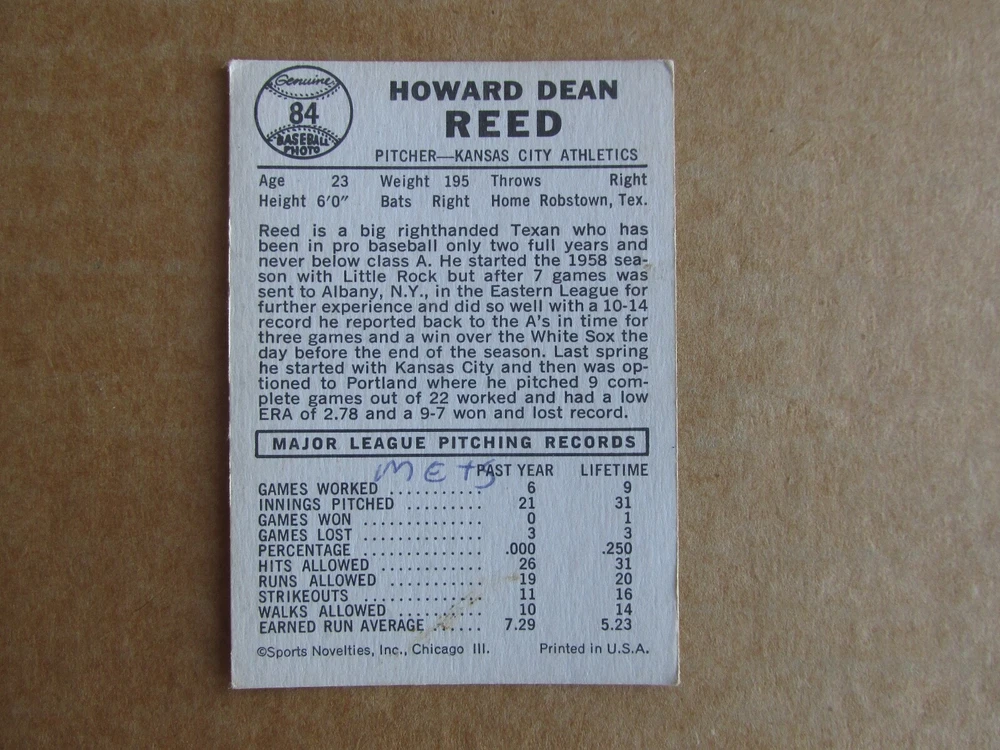 Genuine
84
BASEBALL
PHOTO
HOWARD DEAN
REED
PITCHER—KANSAS CITY ATHLETICS
Age 23 Weight 195 Throws Right
Height 6'0" Bats Right Home Robstown, Tex.
Reed is a big righthanded Texan who has
been in pro baseball only two full years and
never below class A. He started the 1958 sea-
son with Little Rock but after 7 games was
sent to Albany, N.Y., in the Eastern League for
further experience and did so well with a 10-14
record he reported back to the A's in time for
three games and a win over the White Sox the
day before the end of the season. Last spring
he started with Kansas City and then was op-
tioned to Portland where he pitched 9 com-
plete games out of 22 worked and had a low
ERA of 2.78 and a 9-7 won and lost record.
MAJOR LEAGUE PITCHING RECORDS
METS
PAST YEAR LIFETIME
GAMES WORKED .......... 6 9
INNINGS PITCHED ......... 21 31
GAMES WON .............. 0 1
GAMES LOST .............. 3 3
PERCENTAGE .............. .000 .250
HITS ALLOWED ........... 26 31
RUNS ALLOWED ........... 19 20
STRIKEOUTS .............. 11 16
WALKS ALLOWED .......... 10 14
EARNED RUN AVERAGE ...... 7.29 5.23
©Sports Novelties, Inc., Chicago Ill. Printed in U.S.A.